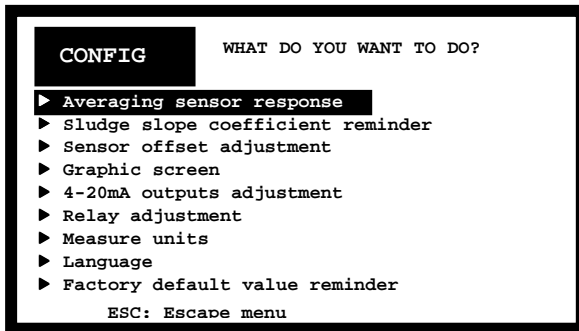 CONFIG
WHAT DO YOU WANT TO DO?
Averaging sensor response
Sludge slope coefficient reminder
Sensor offset adjustment
Graphic screen
4-20mA outputs adjustment
Relay adjustment
Measure units
Language
Factory default value reminder
ESC: Escape menu